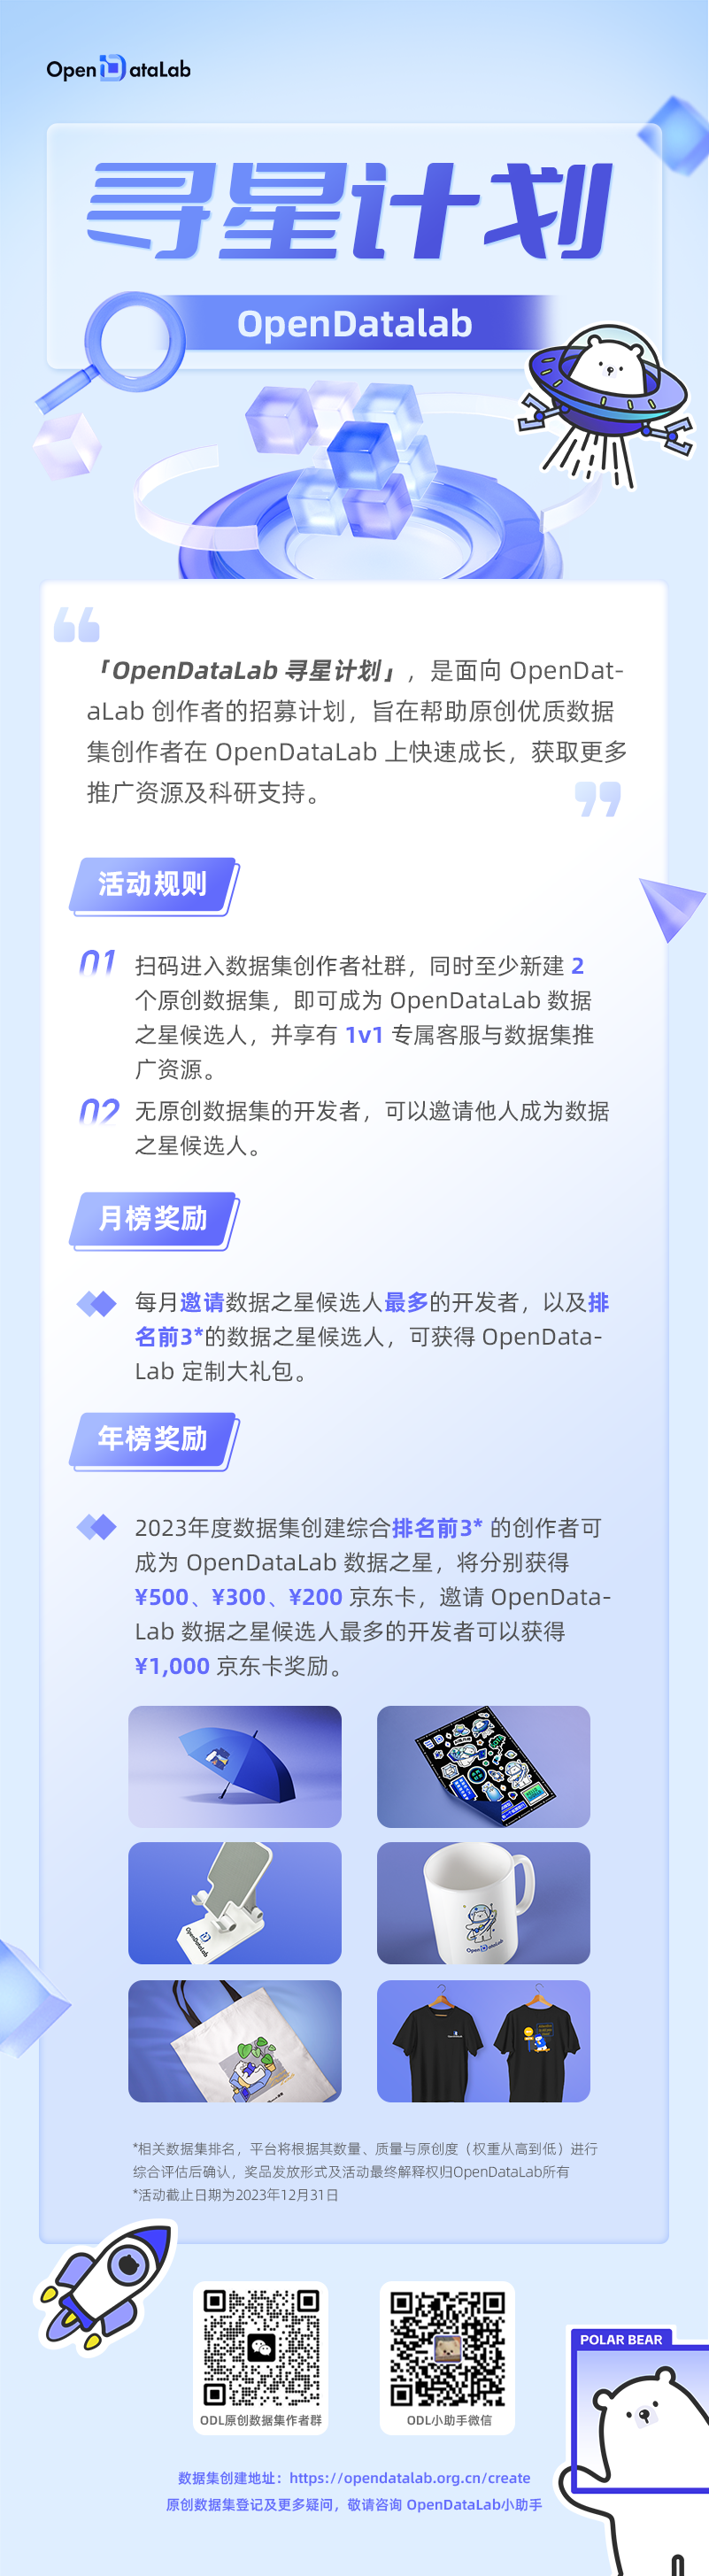 OpenDataLab
寻星计划
OpenDatalab
「OpenDataLab 寻星计划」，是面向 OpenDat-
aLab 创作者的招募计划，旨在帮助原创优质数据
集创作者在 OpenDataLab 上快速成长，获取更多
推广资源及科研支持。
活动规则
01 扫码进入数据集创作者社群，同时至少新建 2
个原创数据集，即可成为 OpenDataLab 数据
之星候选人，并享有 1v1 专属客服与数据集推
广资源。
02 无原创数据集的开发者，可以邀请他人成为数据
之星候选人。
月榜奖励
每月邀请数据之星候选人最多的开发者，以及排
名前3*的数据之星候选人，可获得 OpenData-
Lab 定制大礼包。
年榜奖励
2023年度数据集创建综合排名前3* 的创作者可
成为 OpenDataLab 数据之星，将分别获得
¥500、¥300、¥200 京东卡，邀请 OpenData-
Lab 数据之星候选人最多的开发者可以获得
¥1,000 京东卡奖励。
OpenDataLab
OpenDataLab
*相关数据集排名，平台将根据其数量、质量与原创度（权重从高到低）进行
综合评估后确认，奖品发放形式及活动最终解释权归OpenDataLab所有
*活动截止日期为2023年12月31日
ODL原创数据集作者群
ODL小助手微信
POLAR BEAR
数据集创建地址：https://opendatalab.org.cn/create
原创数据集登记及更多疑问，敬请咨询 OpenDataLab小助手